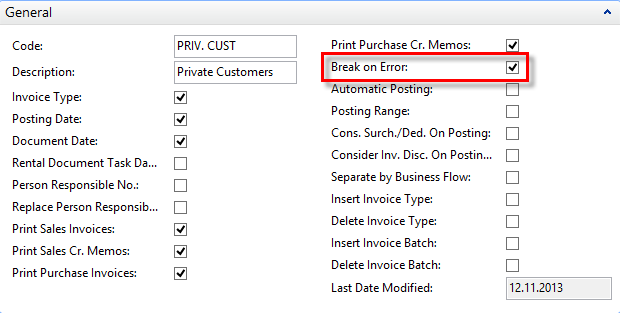 General
Code: PRIV. CUST
Description: Private Customers
Invoice Type:
Posting Date:
Document Date:
Rental Document Task Da...
Person Responsible No.:
Replace Person Responsib...
Print Sales Invoices:
Print Sales Cr. Memos:
Print Purchase Invoices:
Print Purchase Cr. Memos:
Break on Error:
Automatic Posting:
Posting Range:
Cons. Surch./Ded. On Posting:
Consider Inv. Disc. On Postin...
Separate by Business Flow:
Insert Invoice Type:
Delete Invoice Type:
Insert Invoice Batch:
Delete Invoice Batch:
Last Date Modified: 12.11.2013